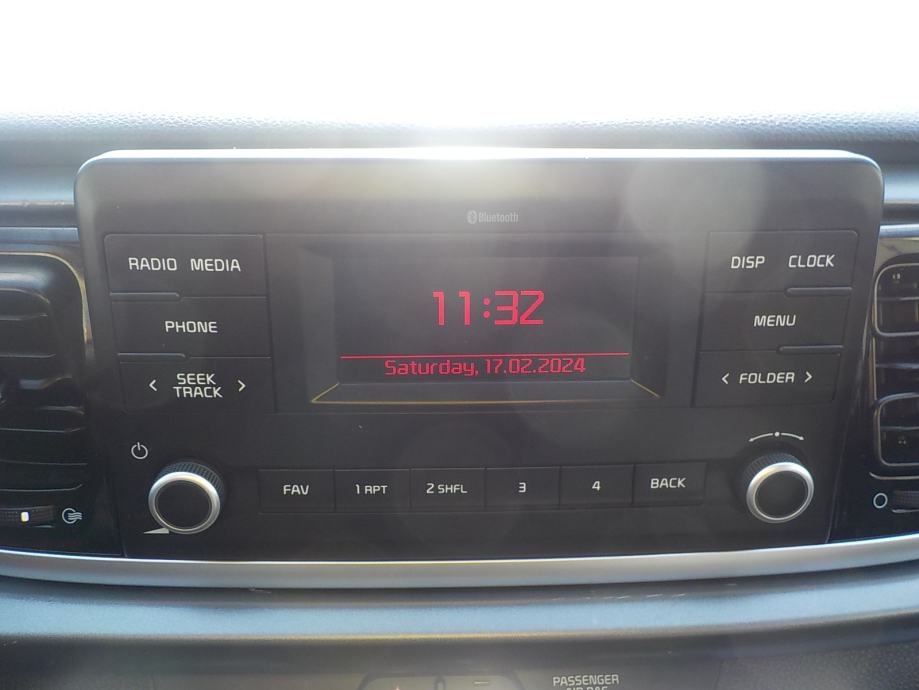 Bluetooth
RADIO MEDIA
DISP CLOCK
11:32
PHONE
MENU
Saturday, 17.02.2024
< SEEK >
TRACK
< FOLDER >
FAV
1 RPT
2 SHFL
3
4
BACK
PASSENGER